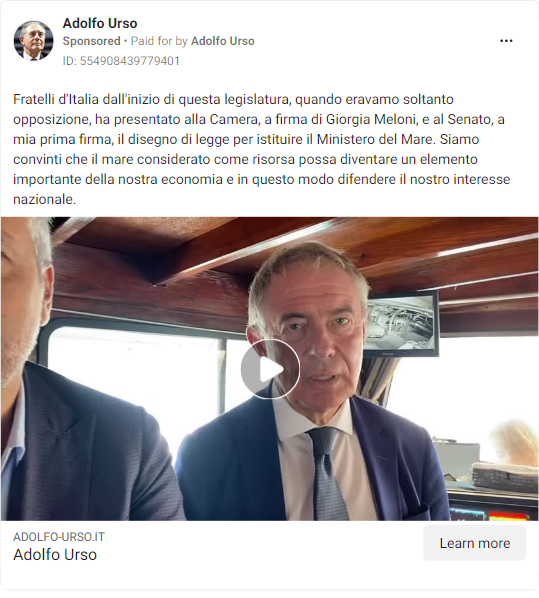 Adolfo Urso
Sponsored • Paid for by Adolfo Urso
ID: 554908439779401
Fratelli d'Italia dall'inizio di questa legislatura, quando eravamo soltanto
opposizione, ha presentato alla Camera, a firma di Giorgia Meloni, e al Senato, a
mia prima firma, il disegno di legge per istituire il Ministero del Mare. Siamo
convinti che il mare considerato come risorsa possa diventare un elemento
importante della nostra economia e in questo modo difendere il nostro interesse
nazionale.
ADOLFO-URSO.IT
Adolfo Urso
Learn more